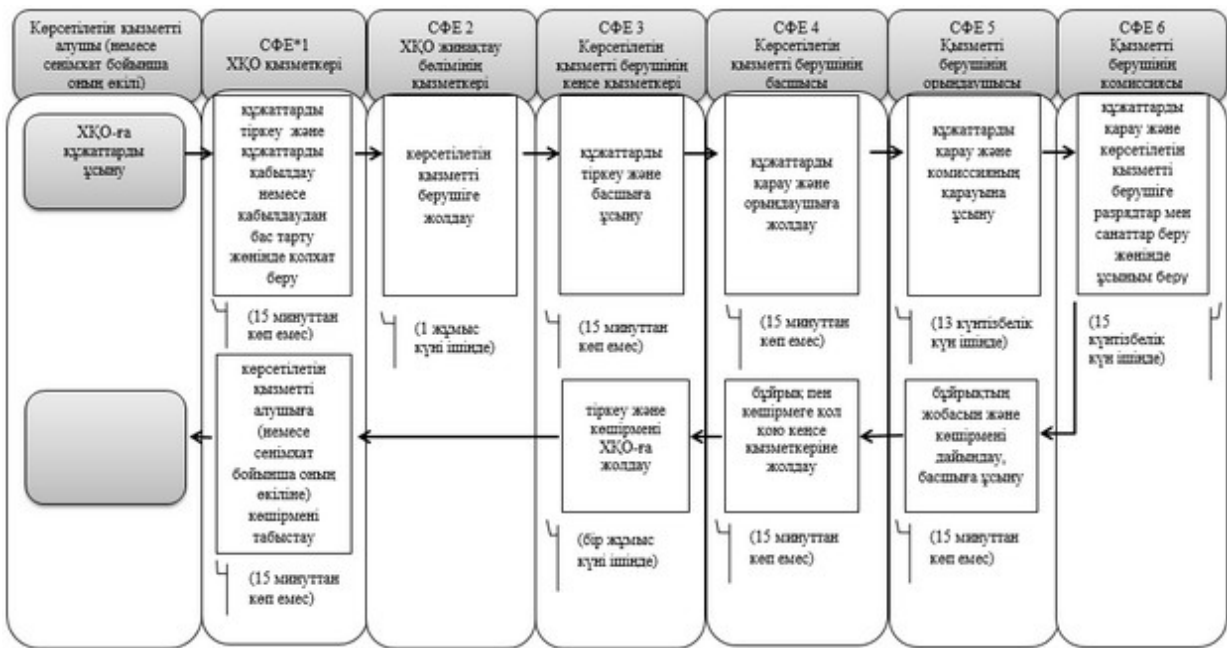 Көрсетілетін қызметті
алушы (немесе
сенімхат бойынша
оның өкілі)
СФЕ*1
ХҚО қызметкері
СФЕ 2
ХҚО жинақтау
бөлімінің
қызметкері
СФЕ 3
Көрсетілетін
қызметті берушінің
кеңсе қызметкері
СФЕ 4
Көрсетілетін
қызметті берушінің
басшысы
СФЕ 5
Қызметті
берушінің
орындаушысы
СФЕ 6
Қызметті
берушінің
комиссиясы
ХҚО-ға
құжаттарды
ұсыну
құжаттарды
тіркеу және
құжаттарды
қабылдау
немесе
қабылдаудан
бас тарту
жөнінде қолхат
беру
көрсетілетін
қызметті
берушіге
жолдау
құжаттарды
тіркеу және
басшыға
ұсыну
құжаттарды
қарау және
орындаушыға
жолдау
құжаттарды
қарау және
комиссияның
қарауына
ұсыну
құжаттарды
қарау және
көрсетілетін
қызметті
берушіге
разрядтар мен
санаттар беру
жөнінде
ұсыным беру
(15 минуттан
көп емес)
(1 жұмыс
күні ішінде)
(15 минуттан
көп емес)
(15 минуттан
көп емес)
(13 күнтізбелік
күн ішінде)
(15
күнтізбелік
күн ішінде)
көрсетілетін
қызметті
алушыға
(немесе
сенімхат
бойынша оның
өкіліне)
көшірмені
табыстау
тіркеу және
көшірмені
ХҚО-ға
жолдау
бұйрық пен
көшірмеге қол
қою кеңсе
қызметкеріне
жолдау
бұйрықтың
жобасын және
көшірмені
дайындау,
басшыға ұсыну
(15 минуттан
көп емес)
(бір жұмыс
күні ішінде)
(15 минуттан
көп емес)
(15 минуттан
көп емес)